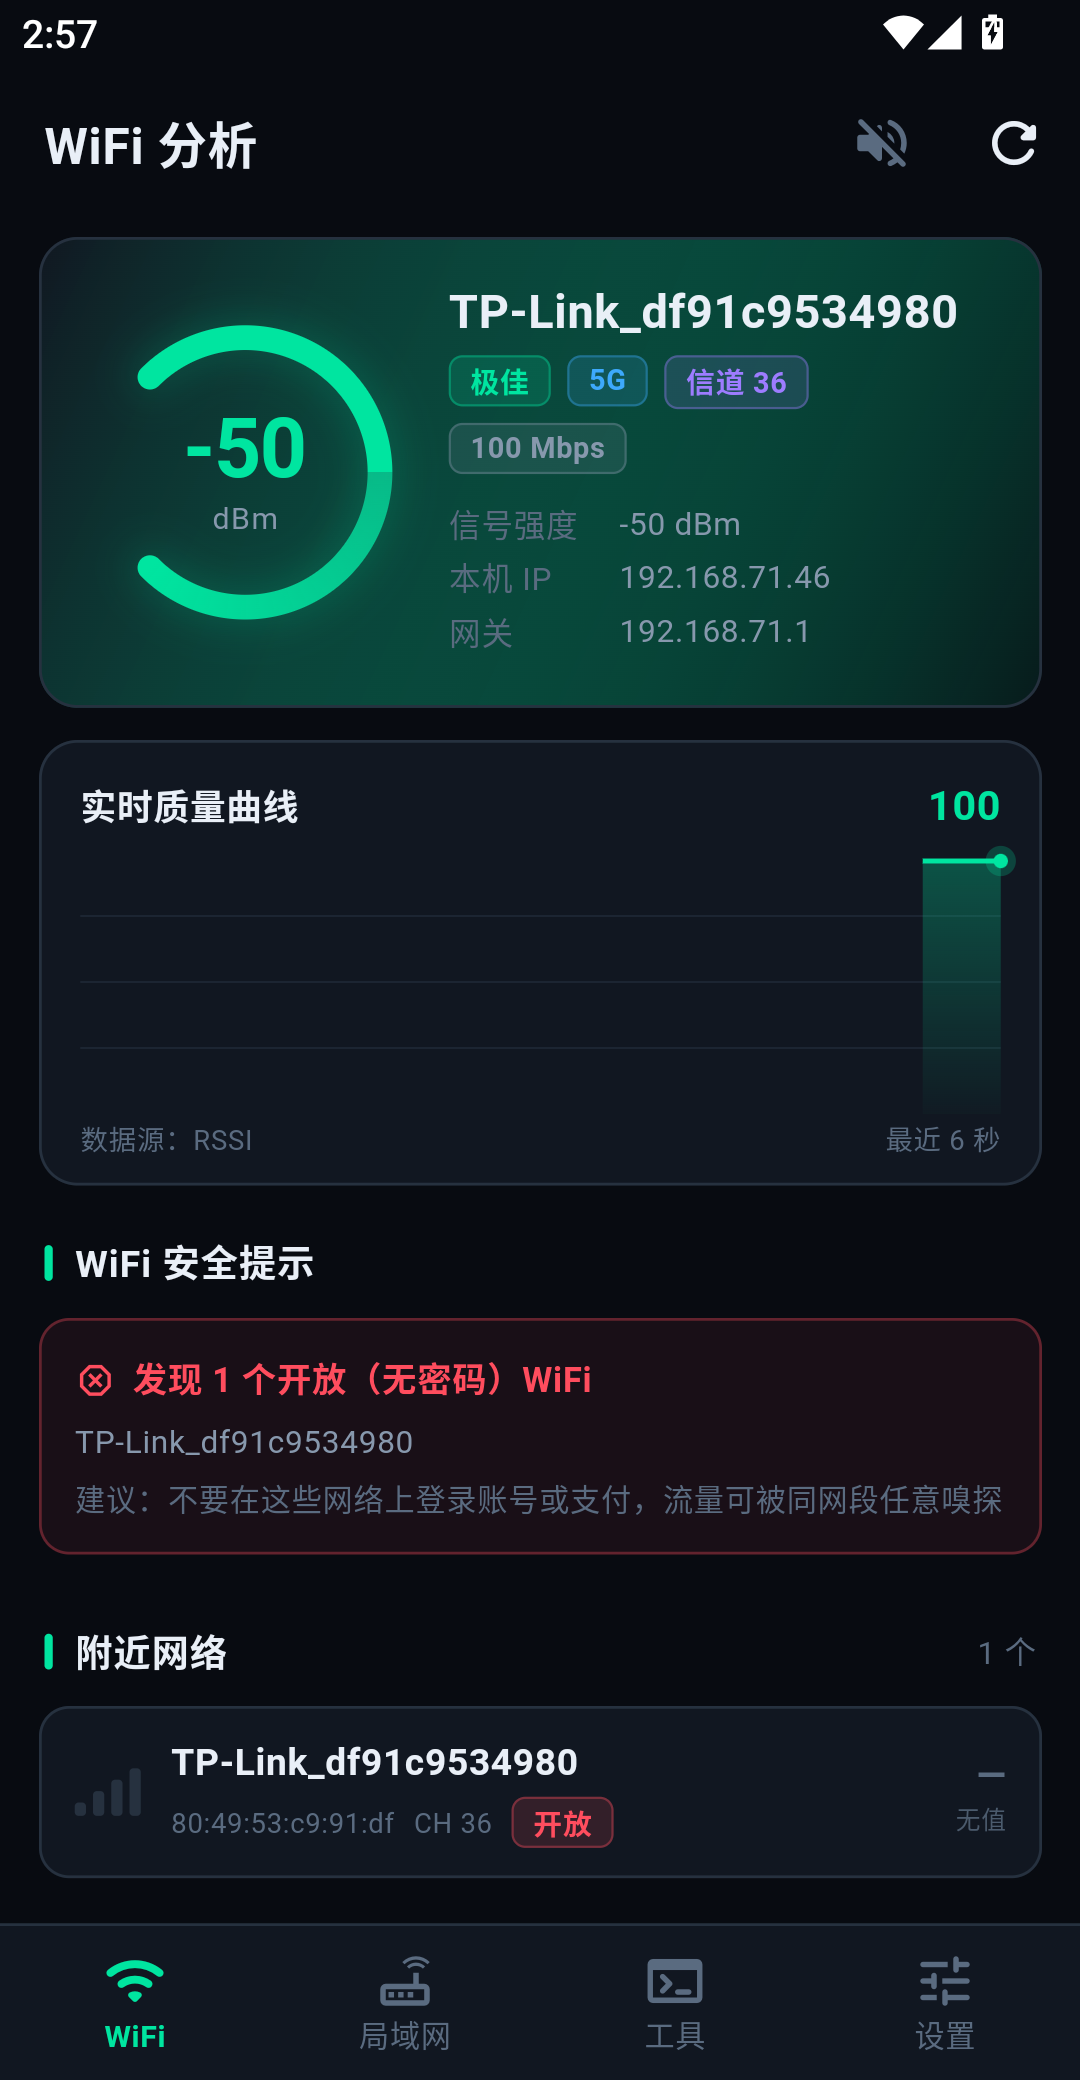 2:57
WiFi 分析
TP-Link_df91c9534980
极佳 5G 信道 36
100 Mbps
-50
dBm
信号强度 -50 dBm
本机 IP 192.168.71.46
网关 192.168.71.1
实时质量曲线 100
数据源：RSSI 最近 6 秒
WiFi 安全提示
发现 1 个开放（无密码）WiFi
TP-Link_df91c9534980
建议：不要在这些网络上登录账号或支付，流量可被同网段任意嗅探
附近网络 1 个
TP-Link_df91c9534980 —
80:49:53:c9:91:df CH 36 开放 无值
WiFi 局域网 工具 设置